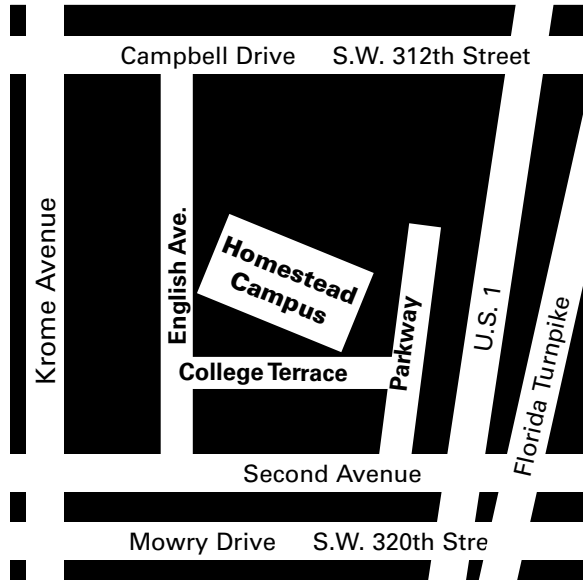 Campbell Drive S.W. 312th Street
Krome Avenue
English Ave.
Homestead
Campus
Parkway
U.S. 1
Florida Turnpike
College Terrace
Second Avenue
Mowry Drive S.W. 320th Stre